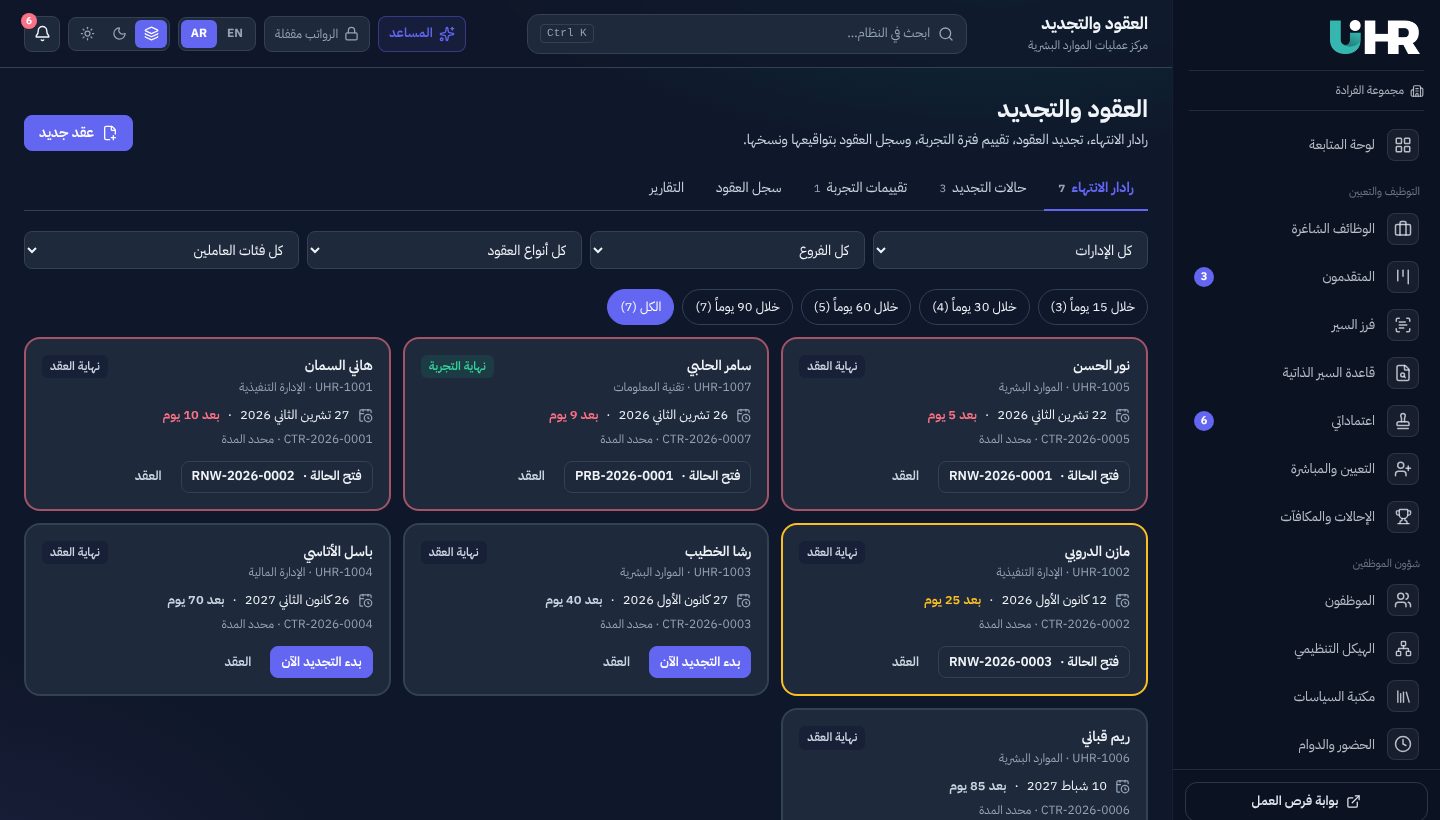 UHR
مجموعة الفرادة
لوحة المتابعة
التوظيف والتعيين
الوظائف الشاغرة
المتقدمون 3
فرز السير
قاعدة السير الذاتية
اعتماداتي 6
التعيين والمباشرة
الإحالات والمكافآت
شؤون الموظفين
الموظفون
الهيكل التنظيمي
مكتبة السياسات
الحضور والدوام
بوابة فرص العمل
العقود والتجديد
مركز عمليات الموارد البشرية
ابحث في النظام... Ctrl K
المساعد
الرواتب مقفلة
EN AR
6
العقود والتجديد
رادار الانتهاء، تجديد العقود، تقييم فترة التجربة، وسجل العقود بتواقيعها ونسخها.
عقد جديد
رادار الانتهاء 7 حالات التجديد 3 تقييمات التجربة 1 سجل العقود التقارير
كل الإدارات كل الفروع كل أنواع العقود كل فئات العاملين
خلال 15 يوماً (3) خلال 30 يوماً (4) خلال 60 يوماً (5) خلال 90 يوماً (7) الكل (7)
نور الحسن نهاية العقد
UHR-1005 · الموارد البشرية
22 تشرين الثاني 2026 · بعد 5 يوم
CTR-2026-0005 · محدد المدة
فتح الحالة · RNW-2026-0001 العقد
سامر الحلبي نهاية التجربة
UHR-1007 · تقنية المعلومات
26 تشرين الثاني 2026 · بعد 9 يوم
CTR-2026-0007 · محدد المدة
فتح الحالة · PRB-2026-0001 العقد
هاني السمان نهاية العقد
UHR-1001 · الإدارة التنفيذية
27 تشرين الثاني 2026 · بعد 10 يوم
CTR-2026-0001 · محدد المدة
فتح الحالة · RNW-2026-0002 العقد
مازن الدروبي نهاية العقد
UHR-1002 · الإدارة التنفيذية
12 كانون الأول 2026 · بعد 25 يوم
CTR-2026-0002 · محدد المدة
فتح الحالة · RNW-2026-0003 العقد
رشا الخطيب نهاية العقد
UHR-1003 · الموارد البشرية
27 كانون الأول 2026 · بعد 40 يوم
CTR-2026-0003 · محدد المدة
بدء التجديد الآن العقد
باسل الأتاسي نهاية العقد
UHR-1004 · الإدارة المالية
26 كانون الثاني 2027 · بعد 70 يوم
CTR-2026-0004 · محدد المدة
بدء التجديد الآن العقد
ريم قباني نهاية العقد
UHR-1006 · الموارد البشرية
10 شباط 2027 · بعد 85 يوم
CTR-2026-0006 · محدد المدة